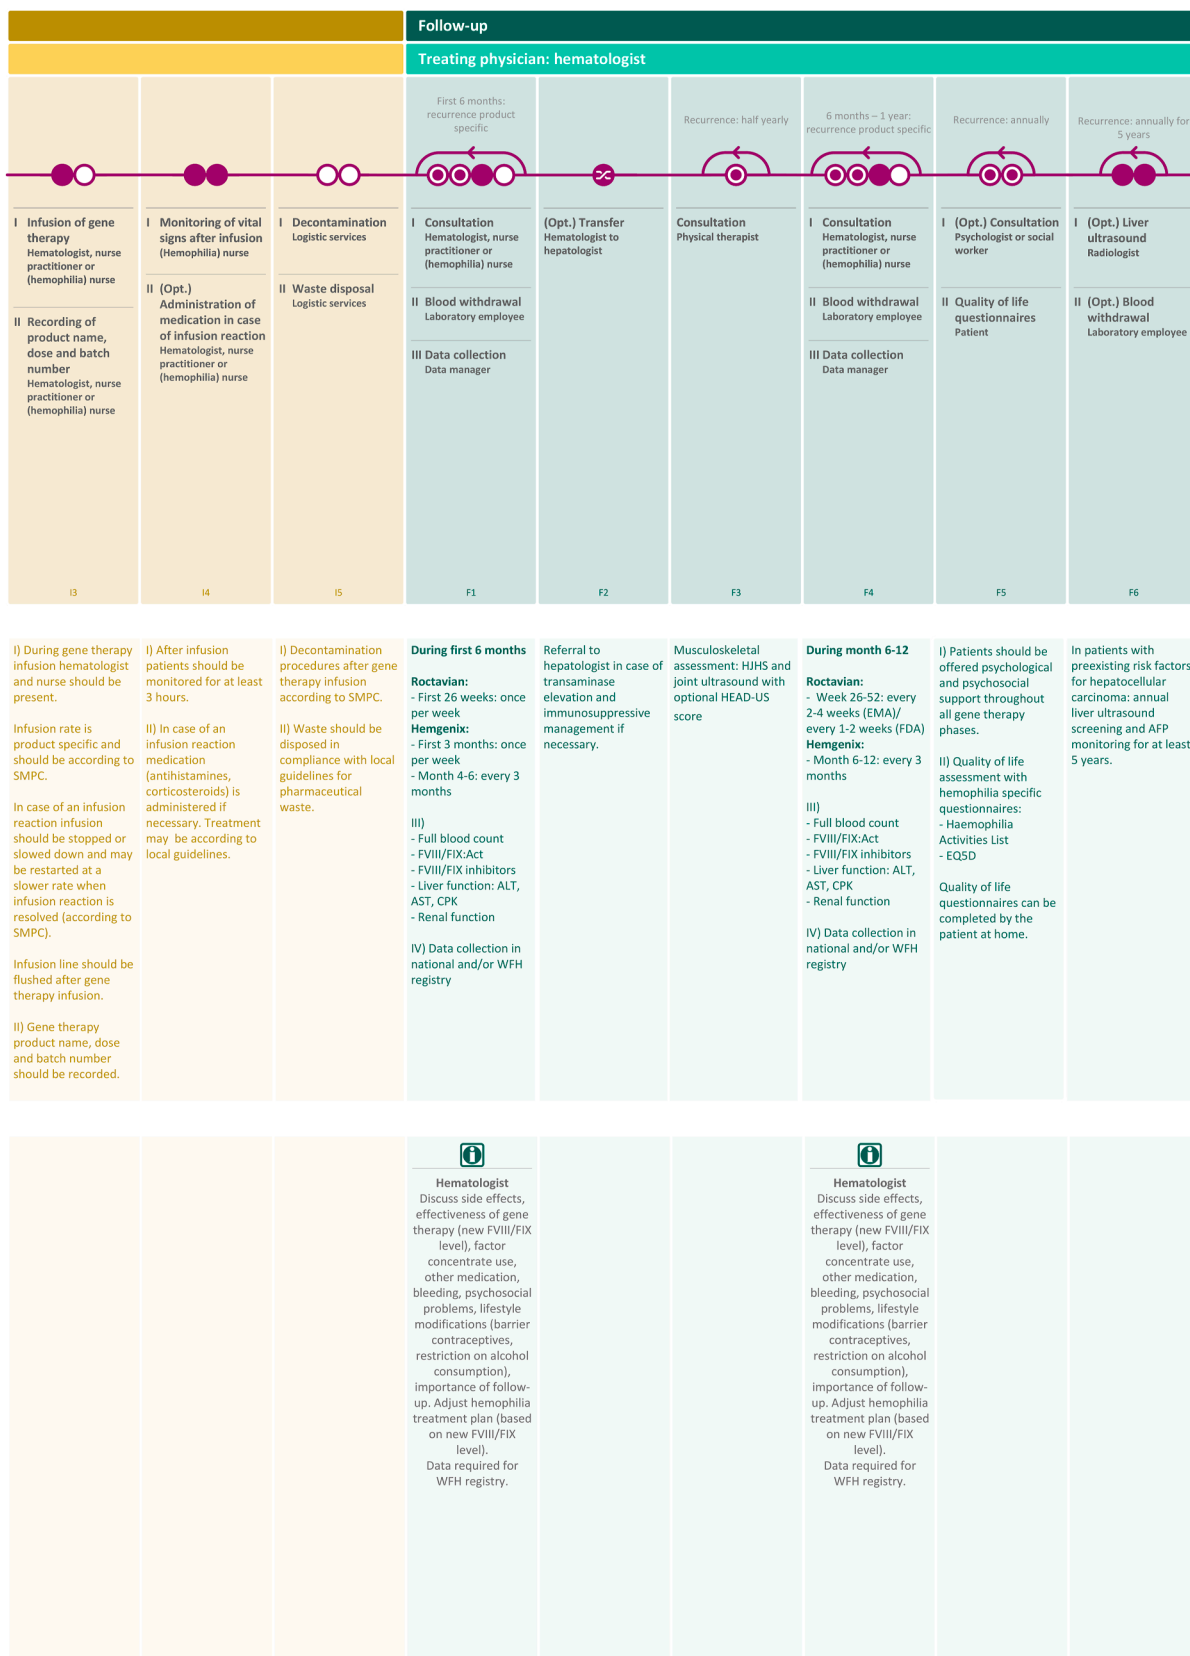 Follow-up
Treating physician: hematologist
First 6 months:
recurrence product
specific
Recurrence: half yearly
6 months – 1 year:
recurrence product specific
Recurrence: annually
Recurrence: annually for
5 years
I Infusion of gene
therapy
Hematologist, nurse
practitioner or
(hemophilia) nurse
II Recording of
product name,
dose and batch
number
Hematologist, nurse
practitioner or
(hemophilia) nurse
I3
I Monitoring of vital
signs after infusion
(Hemophilia) nurse
II (Opt.)
Administration of
medication in case
of infusion reaction
Hematologist, nurse
practitioner or
(hemophilia) nurse
I4
I Decontamination
Logistic services
II Waste disposal
Logistic services
I5
I Consultation
Hematologist, nurse
practitioner or
(hemophilia) nurse
II Blood withdrawal
Laboratory employee
III Data collection
Data manager
F1
(Opt.) Transfer
Hematologist to
hepatologist
F2
Consultation
Physical therapist
F3
I Consultation
Hematologist, nurse
practitioner or
(hemophilia) nurse
II Blood withdrawal
Laboratory employee
III Data collection
Data manager
F4
I (Opt.) Consultation
Psychologist or social
worker
II Quality of life
questionnaires
Patient
F5
I (Opt.) Liver
ultrasound
Radiologist
II (Opt.) Blood
withdrawal
Laboratory employee
F6
I) During gene therapy
infusion hematologist
and nurse should be
present.
Infusion rate is
product specific and
should be according to
SMPC.
In case of an infusion
reaction infusion
should be stopped or
slowed down and may
be restarted at a
slower rate when
infusion reaction is
resolved (according to
SMPC).
Infusion line should be
flushed after gene
therapy infusion.
II) Gene therapy
product name, dose
and batch number
should be recorded.
I) After infusion
patients should be
monitored for at least
3 hours.
II) In case of an
infusion reaction
medication
(antihistamines,
corticosteroids) is
administered if
necessary. Treatment
may be according to
local guidelines.
I) Decontamination
procedures after gene
therapy infusion
according to SMPC.
II) Waste should be
disposed in
compliance with local
guidelines for
pharmaceutical
waste.
During first 6 months
Roctavian:
- First 26 weeks: once
per week
Hemgenix:
- First 3 months: once
per week
- Month 4-6: every 3
months
III)
- Full blood count
- FVIII/FIX:Act
- FVIII/FIX inhibitors
- Liver function: ALT,
AST, CPK
- Renal function
IV) Data collection in
national and/or WFH
registry
Referral to
hepatologist in case of
transaminase
elevation and
immunosuppressive
management if
necessary.
Musculoskeletal
assessment: HJHS and
joint ultrasound with
optional HEAD-US
score
During month 6-12
Roctavian:
- Week 26-52: every
2-4 weeks (EMA)/
every 1-2 weeks (FDA)
Hemgenix:
- Month 6-12: every 3
months
III)
- Full blood count
- FVIII/FIX:Act
- FVIII/FIX inhibitors
- Liver function: ALT,
AST, CPK
- Renal function
IV) Data collection in
national and/or WFH
registry
I) Patients should be
offered psychological
and psychosocial
support throughout
all gene therapy
phases.
II) Quality of life
assessment with
hemophilia specific
questionnaires:
- Haemophilia
Activities List
- EQ5D
Quality of life
questionnaires can be
completed by the
patient at home.
In patients with
preexisting risk factors
for hepatocellular
carcinoma: annual
liver ultrasound
screening and AFP
monitoring for at least
5 years.
Hematologist
Discuss side effects,
effectiveness of gene
therapy (new FVIII/FIX
level), factor
concentrate use,
other medication,
bleeding, psychosocial
problems, lifestyle
modifications (barrier
contraceptives,
restriction on alcohol
consumption),
importance of follow-
up. Adjust hemophilia
treatment plan (based
on new FVIII/FIX
level).
Data required for
WFH registry.
Hematologist
Discuss side effects,
effectiveness of gene
therapy (new FVIII/FIX
level), factor
concentrate use,
other medication,
bleeding, psychosocial
problems, lifestyle
modifications (barrier
contraceptives,
restriction on alcohol
consumption),
importance of follow-
up. Adjust hemophilia
treatment plan (based
on new FVIII/FIX
level).
Data required for
WFH registry.